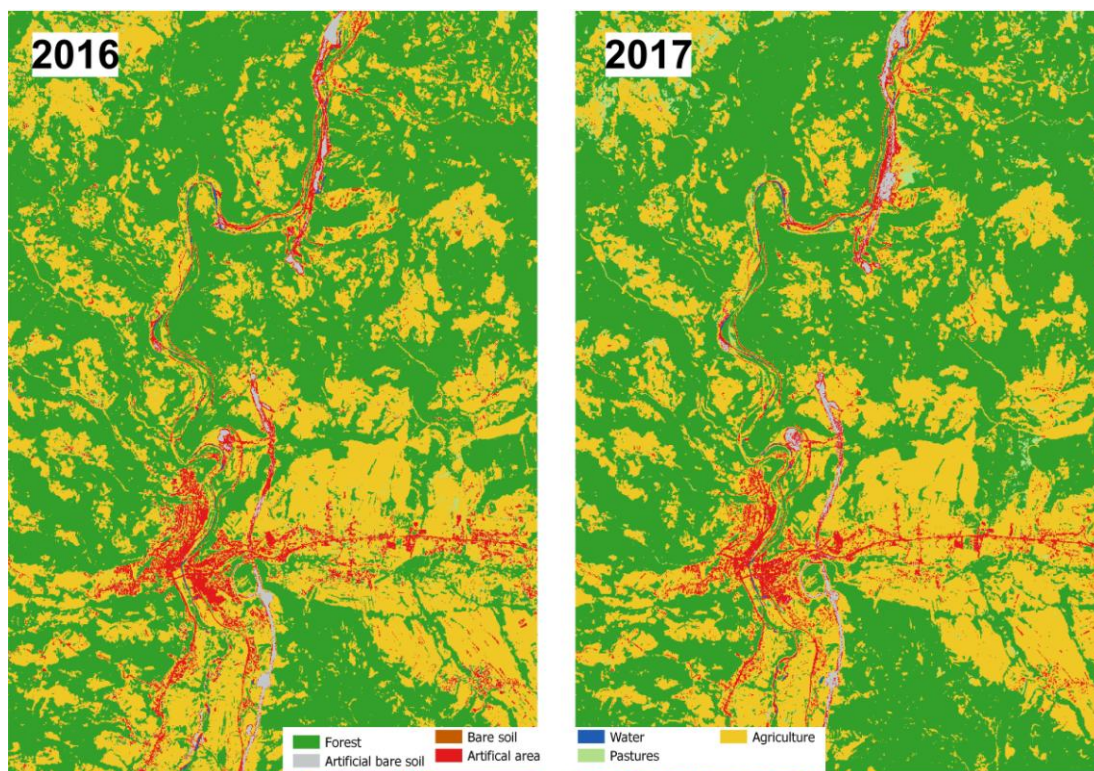 2016
2017
Forest
Bare soil
Artificial bare soil
Artifical area
Water
Agriculture
Pastures